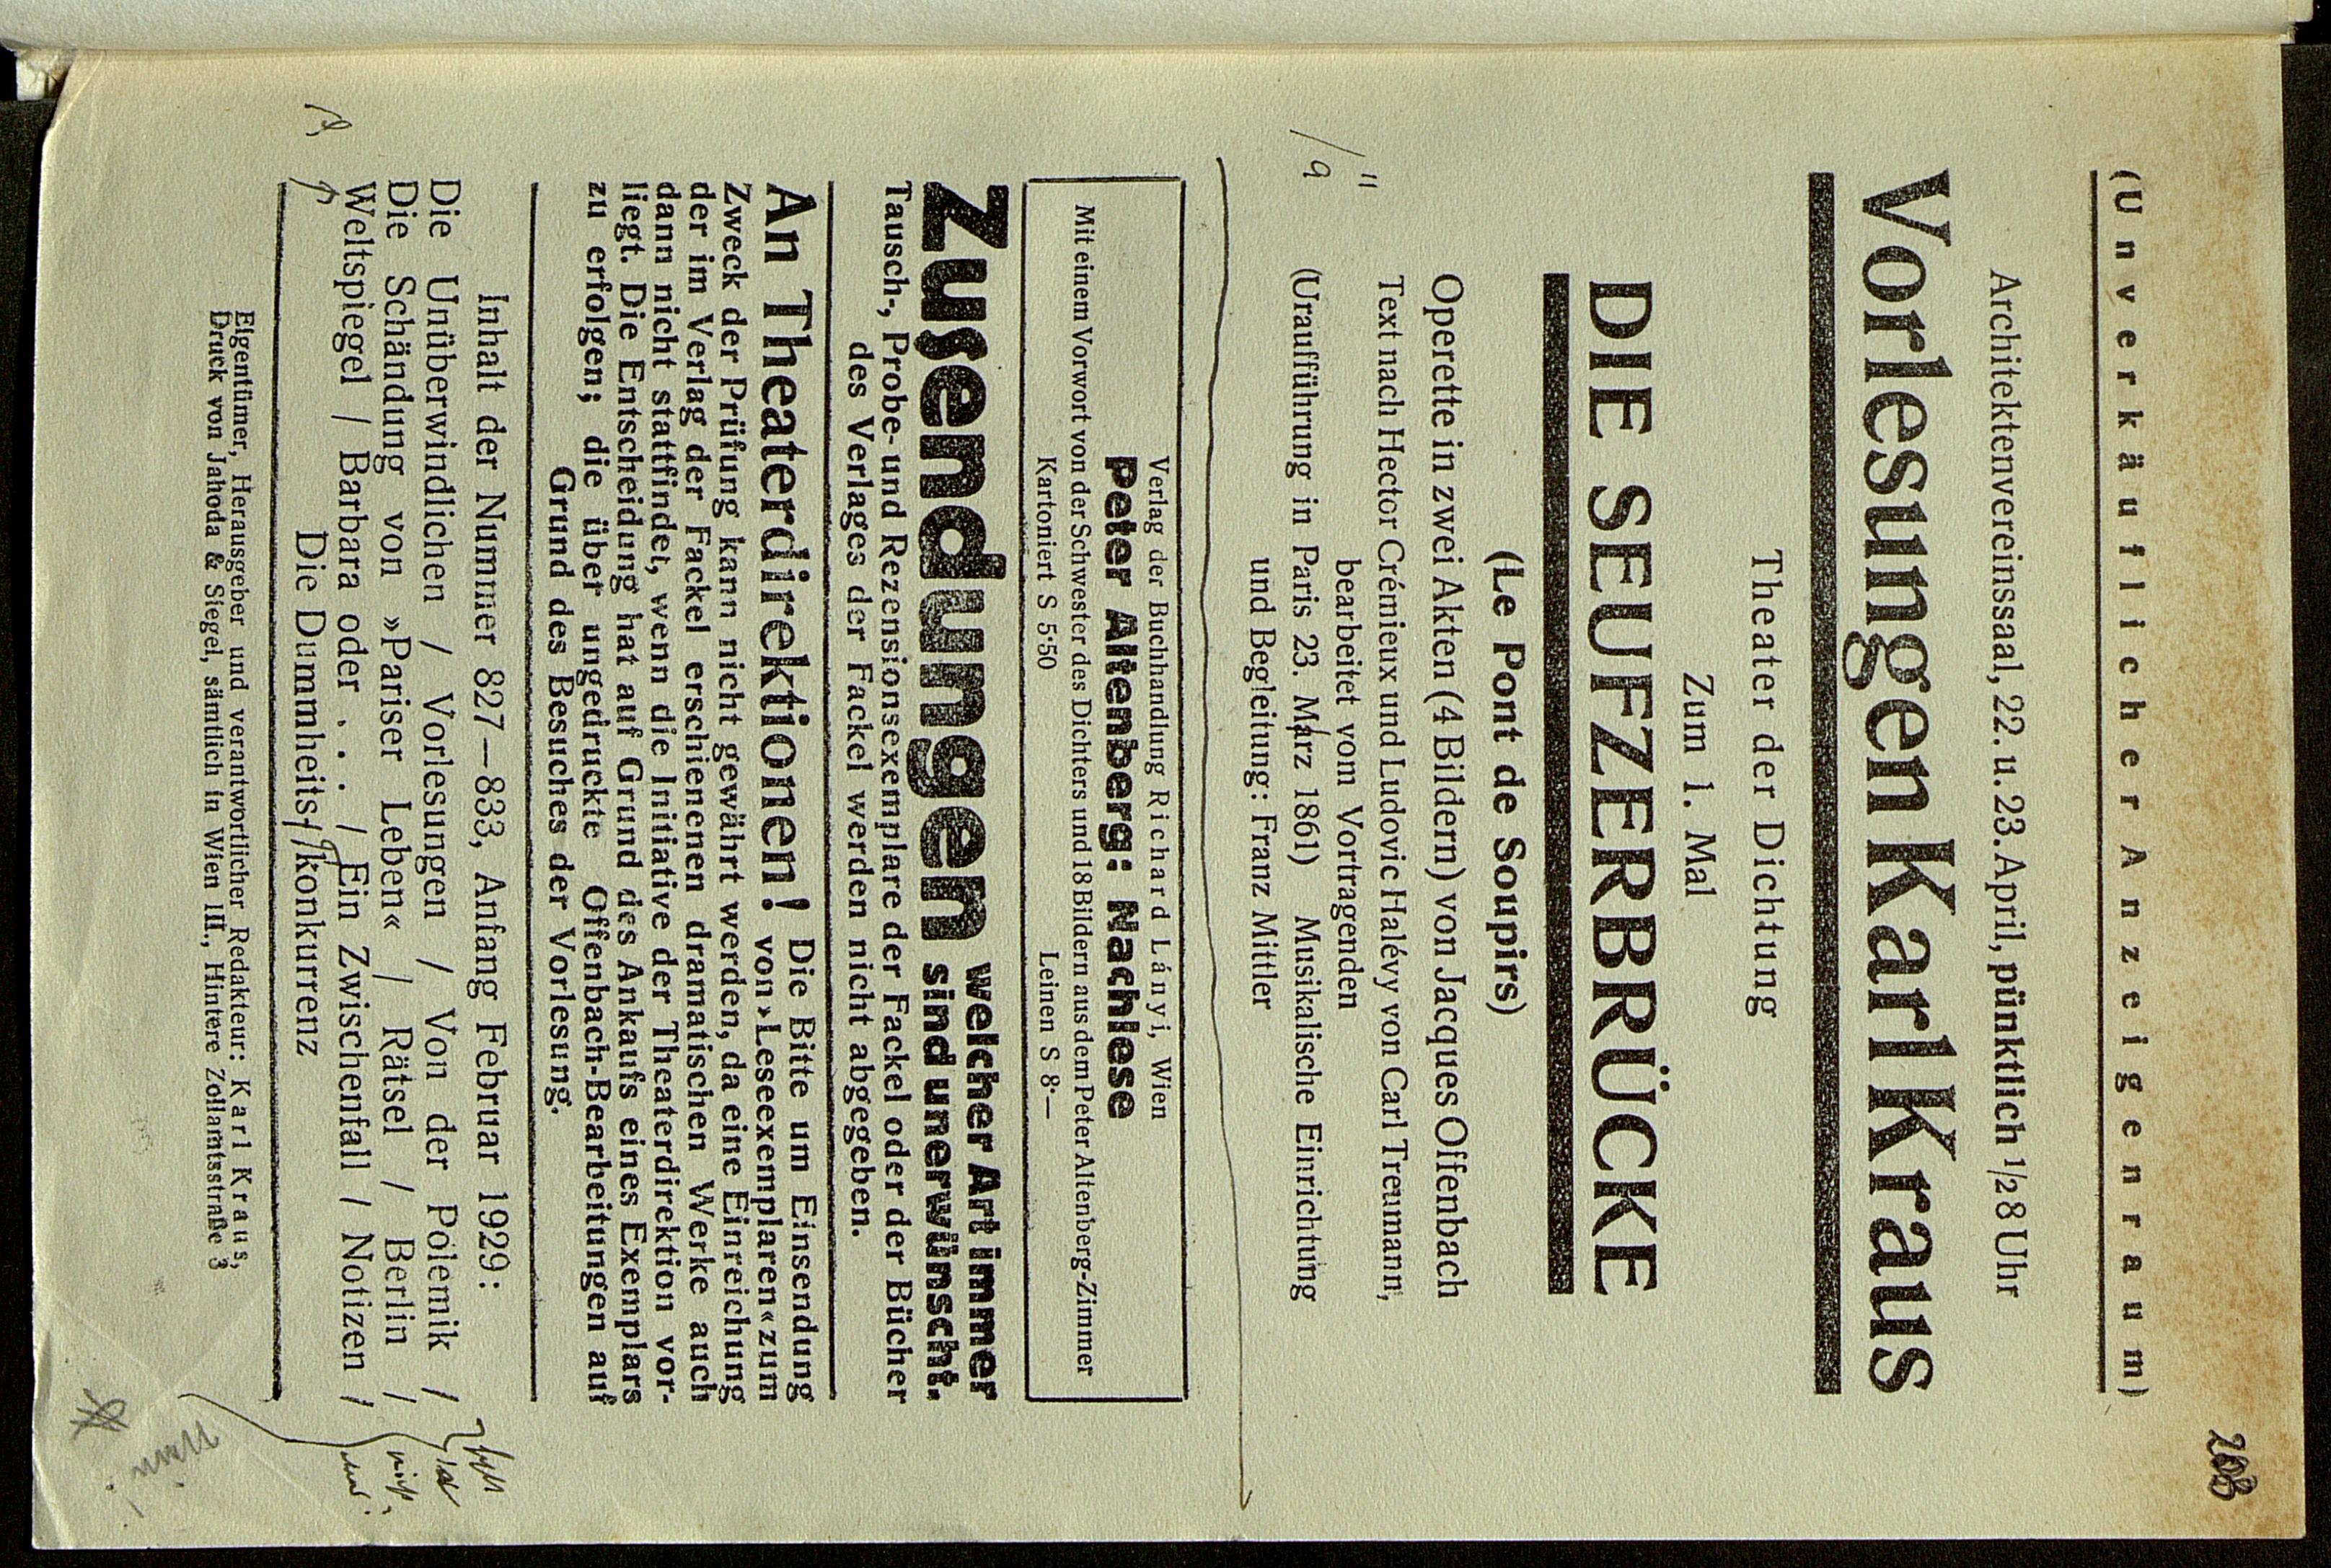 (Unverkäuflicher Anzeigenraum)
Architektenvereinssaal, 22. u. 23. April, pünktlich ½8 Uhr
Vorlesungen Karl Kraus
Theater der Dichtung
Zum 1. Mal
DIE SEUFZERBRÜCKE
(Le Pont de Soupirs)
Operette in zwei Akten (4 Bildern) von Jacques Offenbach
Text nach Hector Crémieux und Ludovic Halévy von Carl Treumann,
bearbeitet vom Vortragenden
(Uraufführung in Paris 23. März 1861) Musikalische Einrichtung
und Begleitung: Franz Mittler
Verlag der Buchhandlung Richard Lányi, Wien
Peter Altenberg: Nachlese
Mit einem Vorwort von der Schwester des Dichters und 18 Bildern aus dem Peter Altenberg-Zimmer
Kartoniert S 5·50 Leinen S 8·—
Zusendungen welcher Art immer
sind unerwünscht.
Tausch-, Probe- und Rezensionsexemplare der Fackel oder der Bücher
des Verlages der Fackel werden nicht abgegeben.
An Theaterdirektionen! Die Bitte um Einsendung
von »Leseexemplaren« zum
Zweck der Prüfung kann nicht gewährt werden, da eine Einreichung
der im Verlag der Fackel erschienenen dramatischen Werke auch
dann nicht stattfindet, wenn die Initiative der Theaterdirektion vor-
liegt. Die Entscheidung hat auf Grund des Ankaufs eines Exemplars
zu erfolgen; die über ungedruckte Offenbach-Bearbeitungen auf
Grund des Besuches der Vorlesung.
Inhalt der Nummer 827—833, Anfang Februar 1929:
Die Unüberwindlichen / Vorlesungen / Von der Polemik /
Die Schändung von »Pariser Leben« / Rätsel / Berlin /
Weltspiegel / Barbara oder . . . / Ein Zwischenfall / Notizen /
Die Dummheits-/konkurrenz
Eigentümer, Herausgeber und verantwortlicher Redakteur: Karl Kraus,
Druck von Jahoda & Siegel, sämtlich in Wien III., Hintere Zollamtsstraße 3